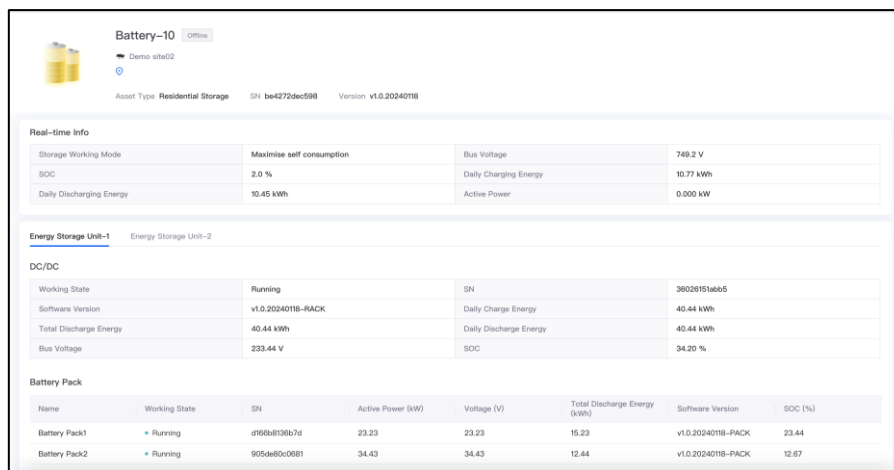 Battery-10 Offline
Demo site02
Asset Type Residential Storage SN be4272dec598 Version v1.0.20240118
Real-time Info
Storage Working Mode Maximise self consumption Bus Voltage 749.2 V
SOC 2.0 % Daily Charging Energy 10.77 kWh
Daily Discharging Energy 10.45 kWh Active Power 0.000 kW
Energy Storage Unit-1 Energy Storage Unit-2
DC/DC
Working State Running SN 36026151abb5
Software Version v1.0.20240118-RACK Daily Charge Energy 40.44 kWh
Total Discharge Energy 40.44 kWh Daily Discharge Energy 40.44 kWh
Bus Voltage 233.44 V SOC 34.20 %
Battery Pack
Name Working State SN Active Power (kW) Voltage (V) Total Discharge Energy (kWh) Software Version SOC (%)
Battery Pack1 Running d166b8136b7d 23.23 23.23 15.23 v1.0.20240118-PACK 23.44
Battery Pack2 Running 905de80c0681 34.43 34.43 12.44 v1.0.20240118-PACK 12.67